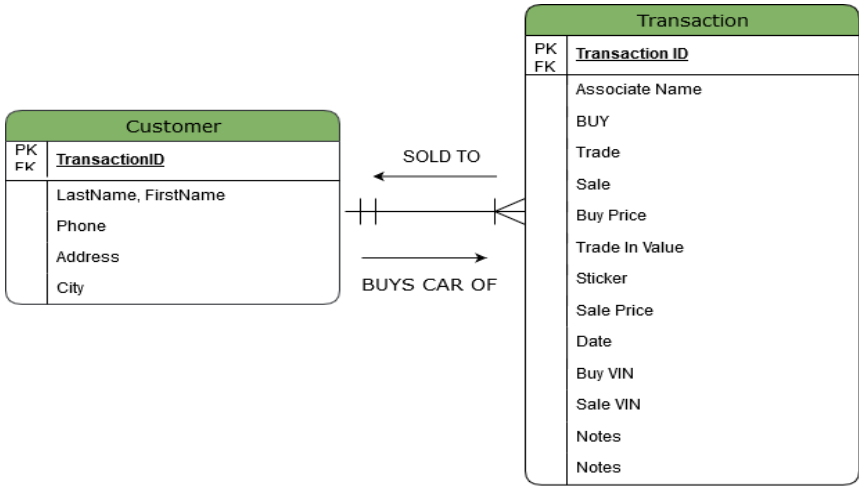 Customer
PK
FK
TransactionID
LastName, FirstName
Phone
Address
City
SOLD TO
BUYS CAR OF
Transaction
PK
FK
Transaction ID
Associate Name
BUY
Trade
Sale
Buy Price
Trade In Value
Sticker
Sale Price
Date
Buy VIN
Sale VIN
Notes
Notes